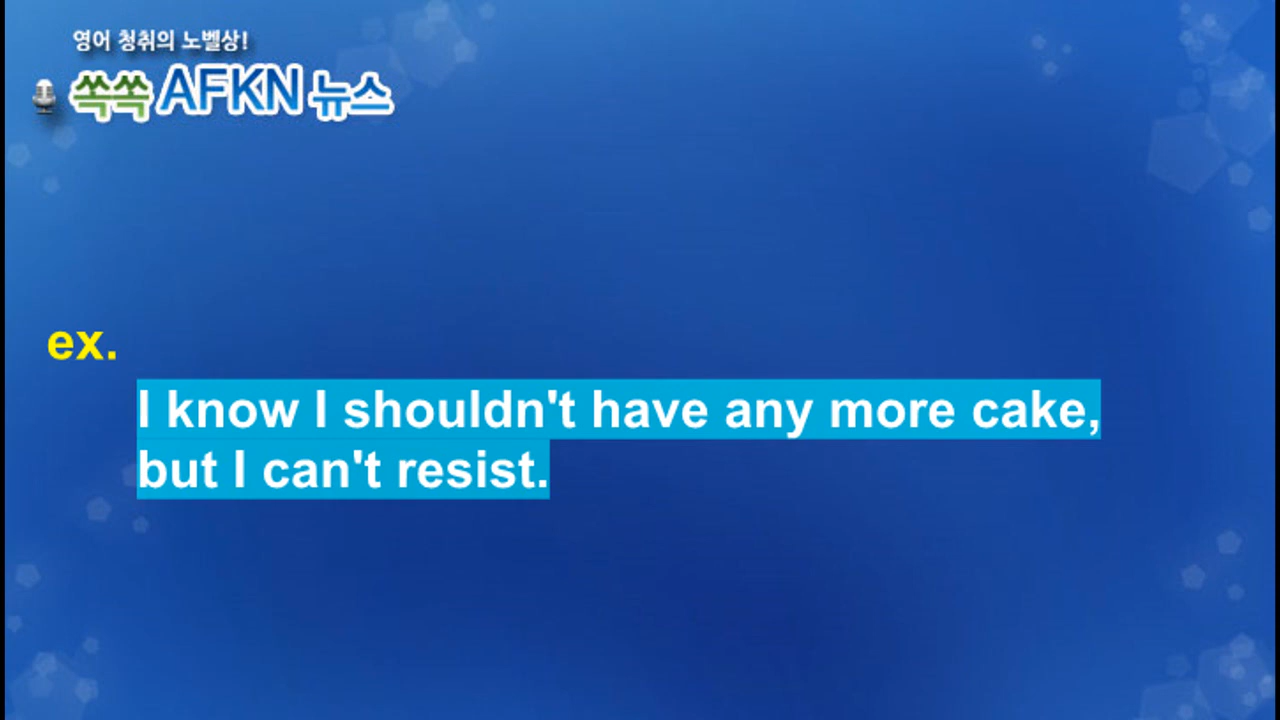 영어 청취의 노벨상!
쏙쏙 AFKN 뉴스
ex.
I know I shouldn't have any more cake,
but I can't resist.